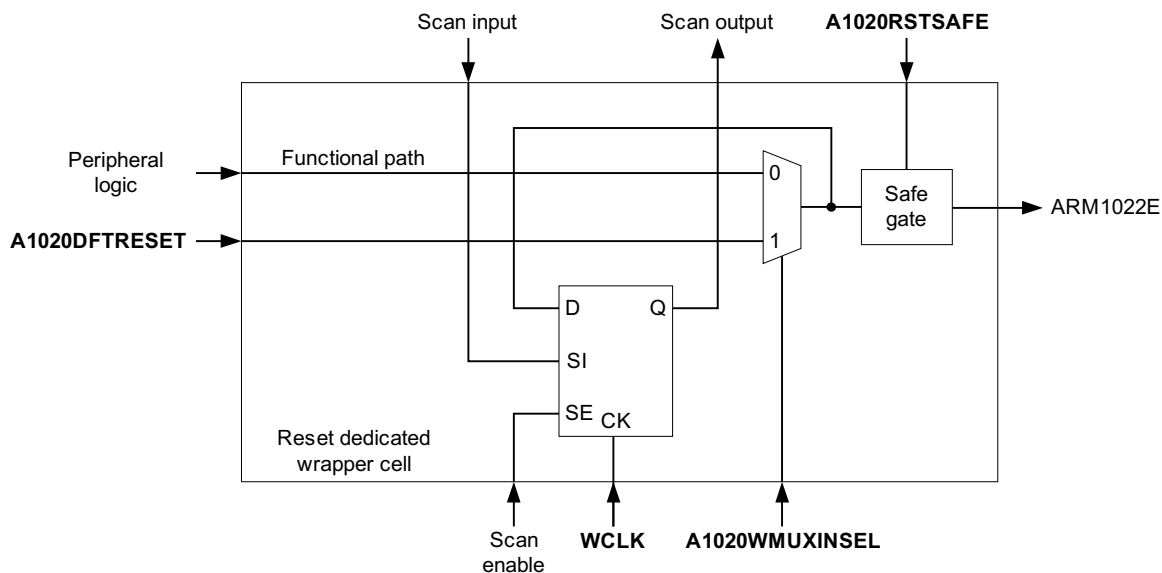 Scan input
Scan output
A1020RSTSAFE
Peripheral
logic
Functional path
0
Safe
gate
ARM1022E
A1020DFTRESET
1
D
Q
SI
SE
CK
Reset dedicated
wrapper cell
Scan
enable
WCLK
A1020WMUXINSEL